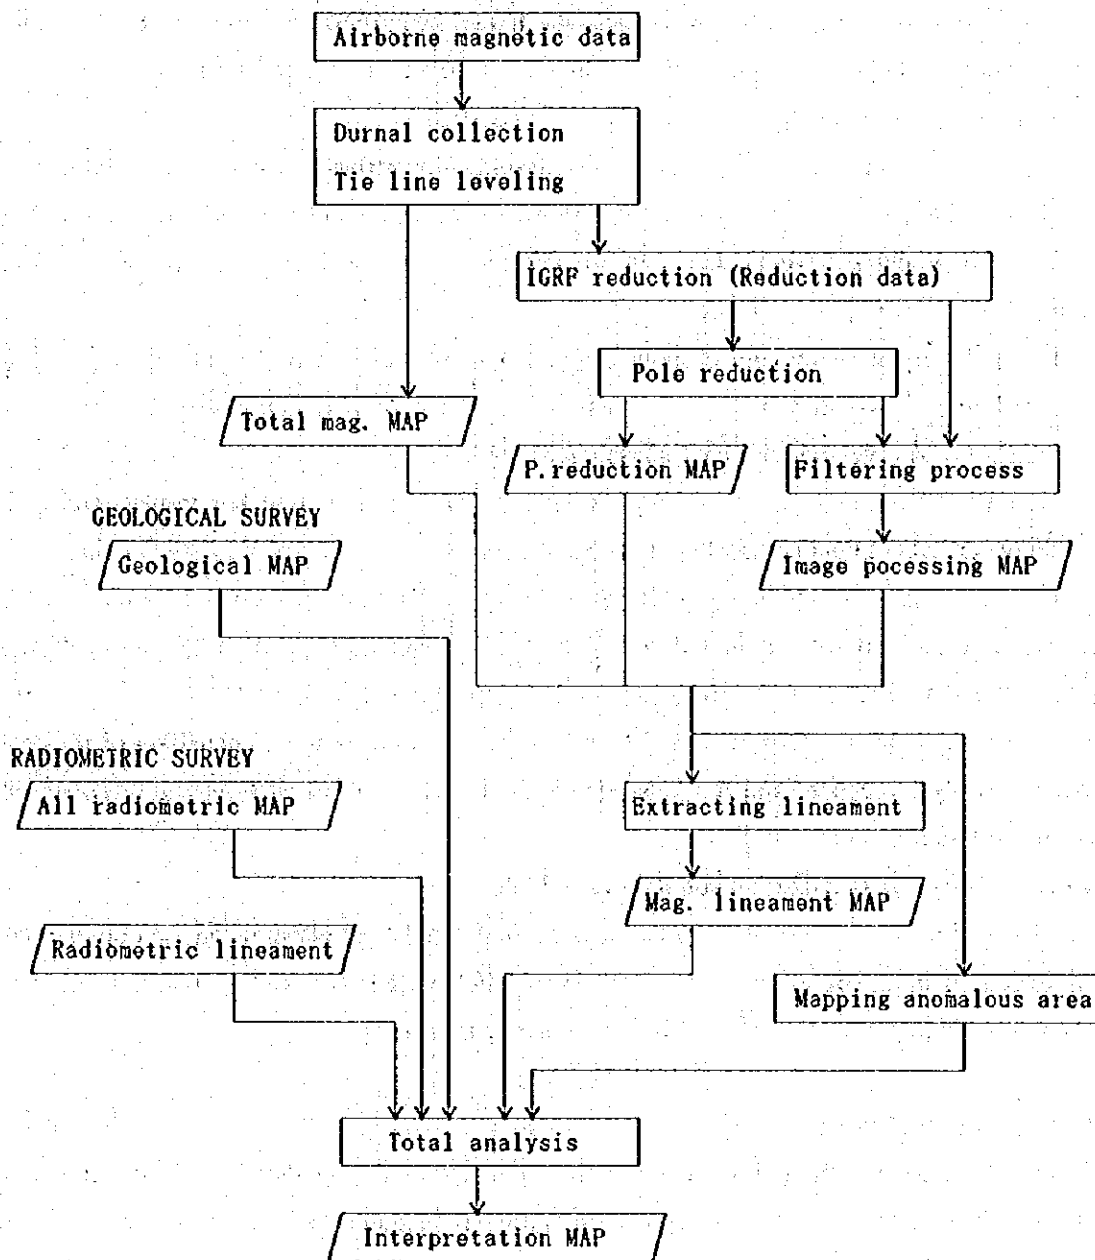 Airborne magnetic data
Durnal collection
Tie line leveling
IGRF reduction (Reduction data)
Pole reduction
Total mag. MAP
P.reduction MAP
Filtering process
GEOLOGICAL SURVEY
Geological MAP
Image pocessing MAP
RADIOMETRIC SURVEY
All radiometric MAP
Extracting lineament
Mag. lineament MAP
Radiometric lineament
Mapping anomalous area
Total analysis
Interpretation MAP